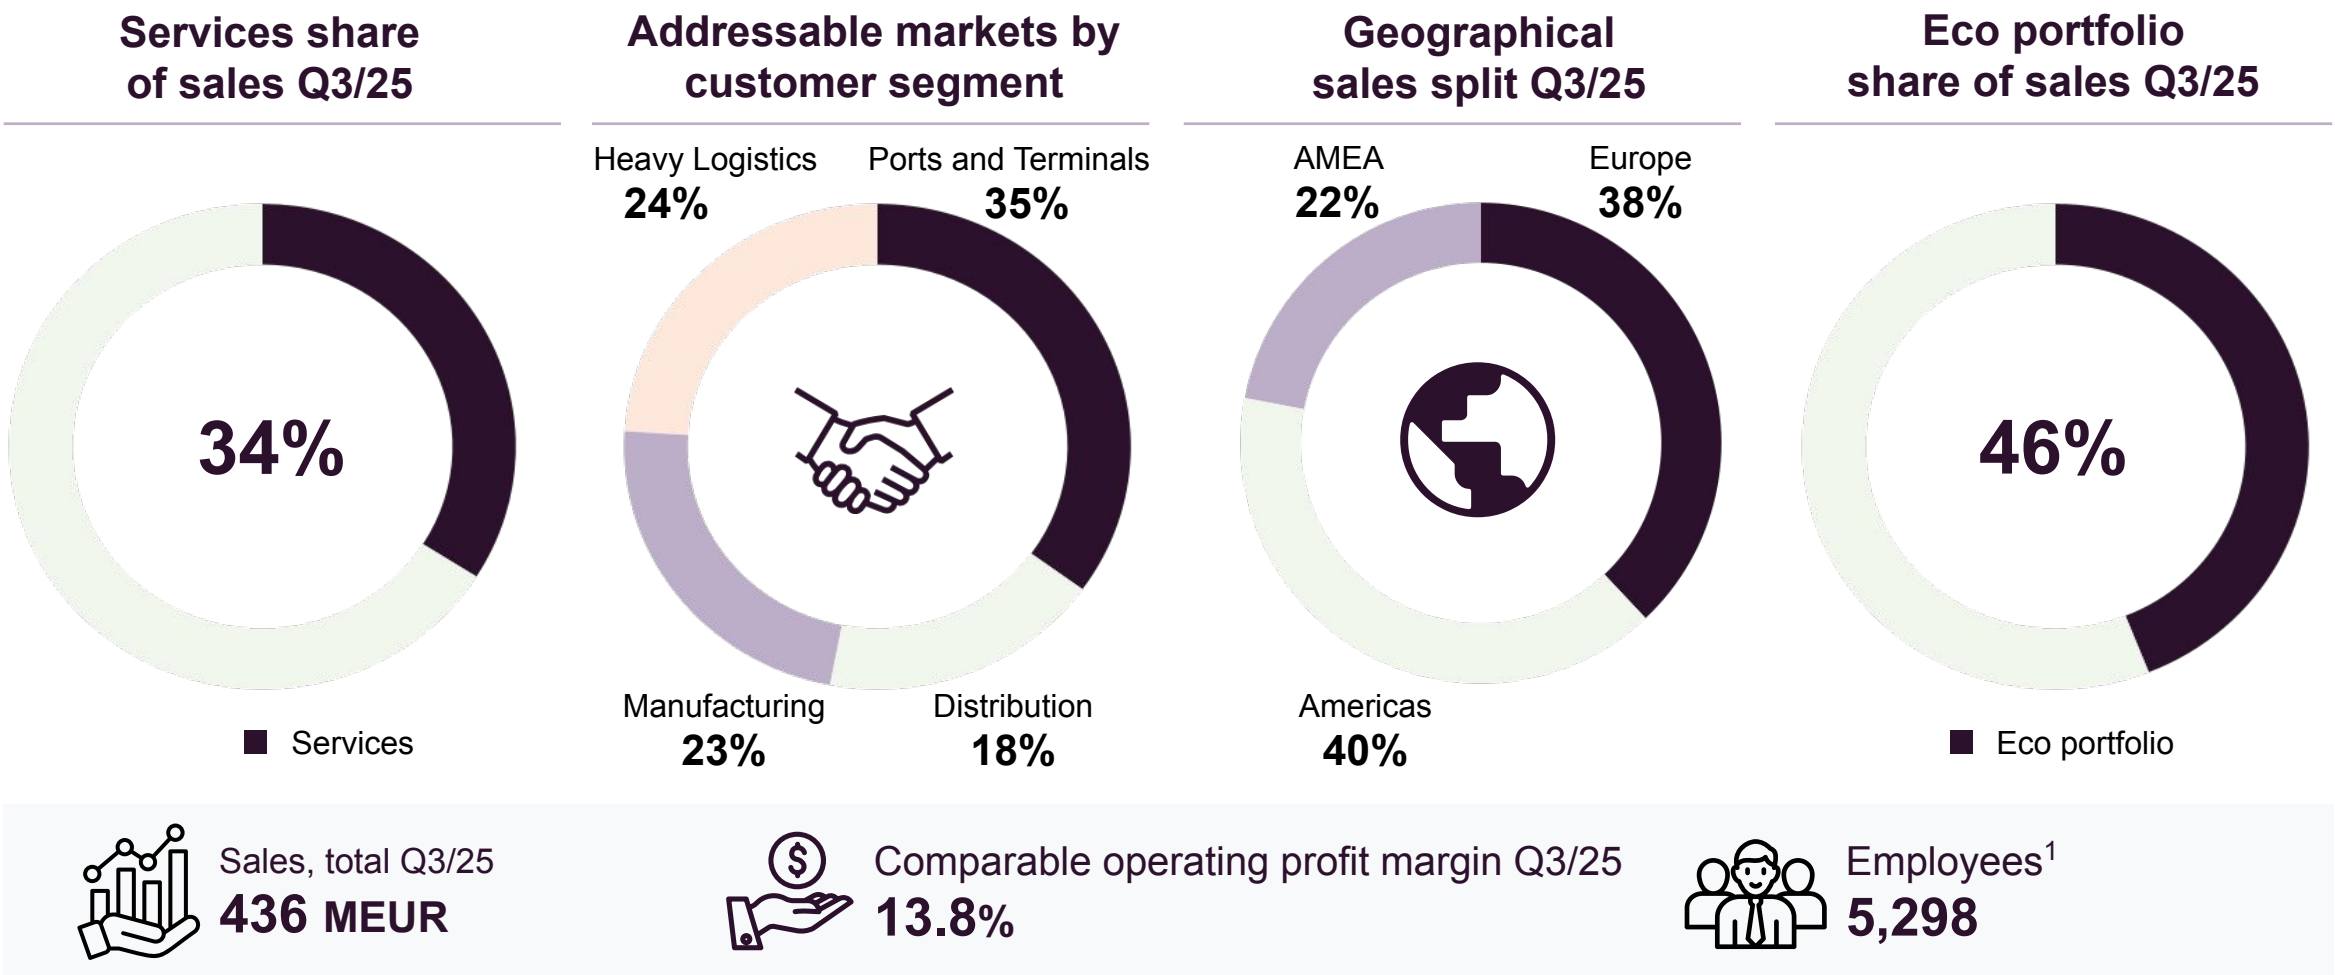 Services share
of sales Q3/25
34%
Services
Addressable markets by
customer segment
Heavy Logistics
24%
Ports and Terminals
35%
Manufacturing
23%
Distribution
18%
Geographical
sales split Q3/25
AMEA
22%
Europe
38%
Americas
40%
Eco portfolio
share of sales Q3/25
46%
Eco portfolio
Sales, total Q3/25
436 MEUR
$
Comparable operating profit margin Q3/25
13.8%
Employees¹
5,298